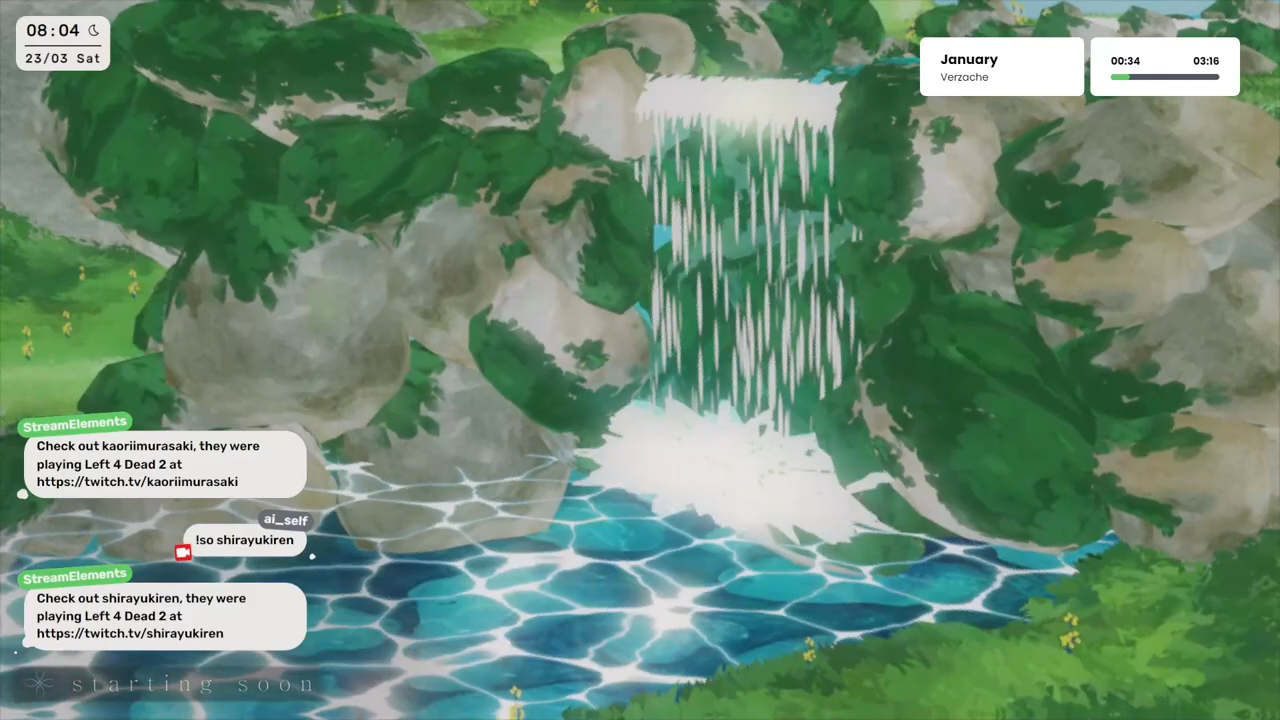 08:04
23/03 Sat
January
Verzache
00:34 03:16
StreamElements
Check out kaoriimurasaki, they were
playing Left 4 Dead 2 at
https://twitch.tv/kaoriimurasaki
ai_self
!so shirayukiren
StreamElements
Check out shirayukiren, they were
playing Left 4 Dead 2 at
https://twitch.tv/shirayukiren
starting soon